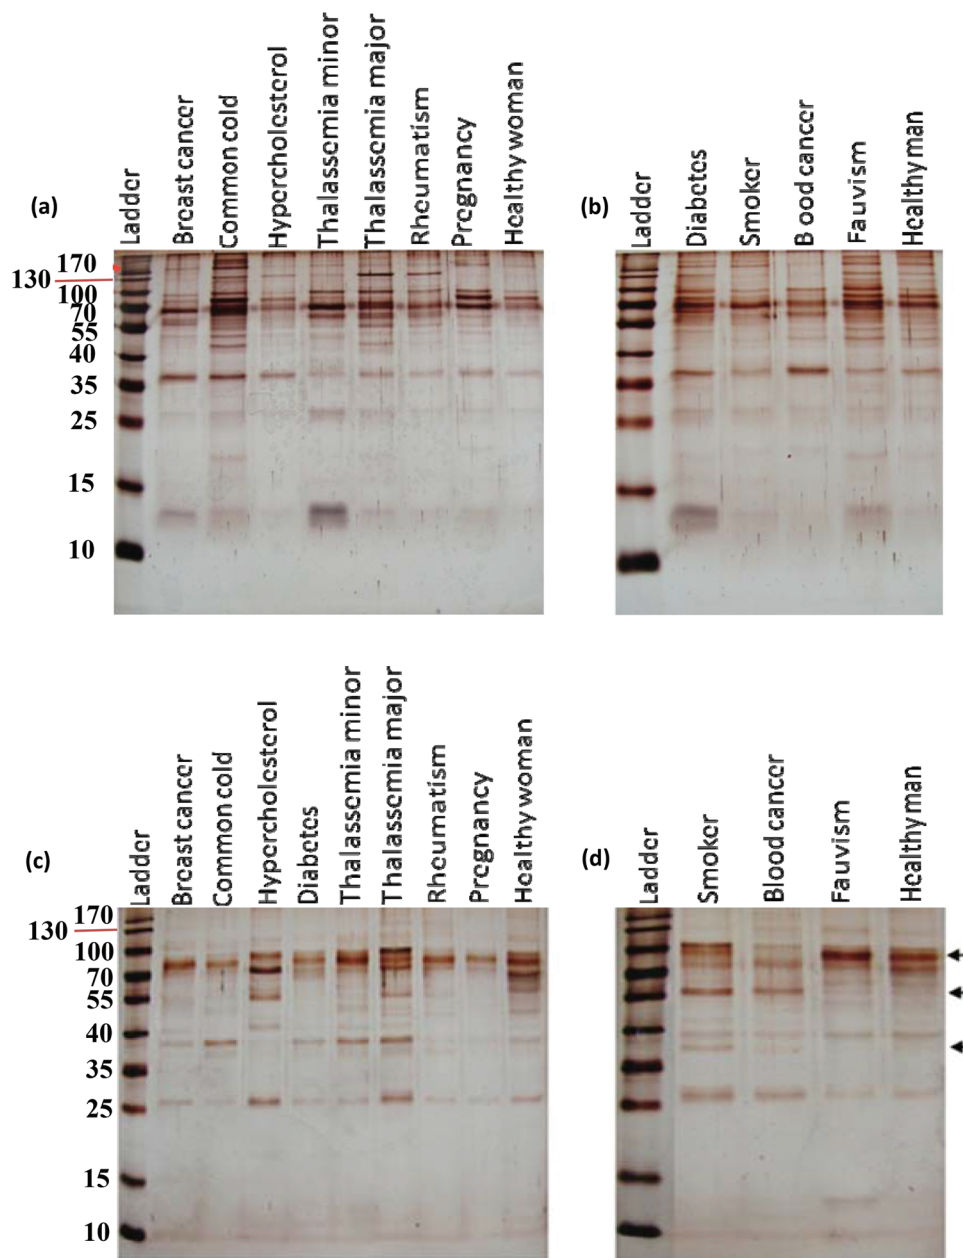 (a)
Ladder
Breast cancer
Common cold
Hypercholesterol
Thalassemia minor
Thalassemia major
Rheumatism
Pregnancy
Healthy woman
170
130
100
70
55
40
35
25
15
10
(b)
Ladder
Diabetes
Smoker
Blood cancer
Fauvism
Healthy man
(c)
Ladder
Breast cancer
Common cold
Hypercholesterol
Diabetes
Thalassemia minor
Thalassemia major
Rheumatism
Pregnancy
Healthy woman
170
130
100
70
55
40
35
25
15
10
(d)
Ladder
Smoker
Blood cancer
Fauvism
Healthy man